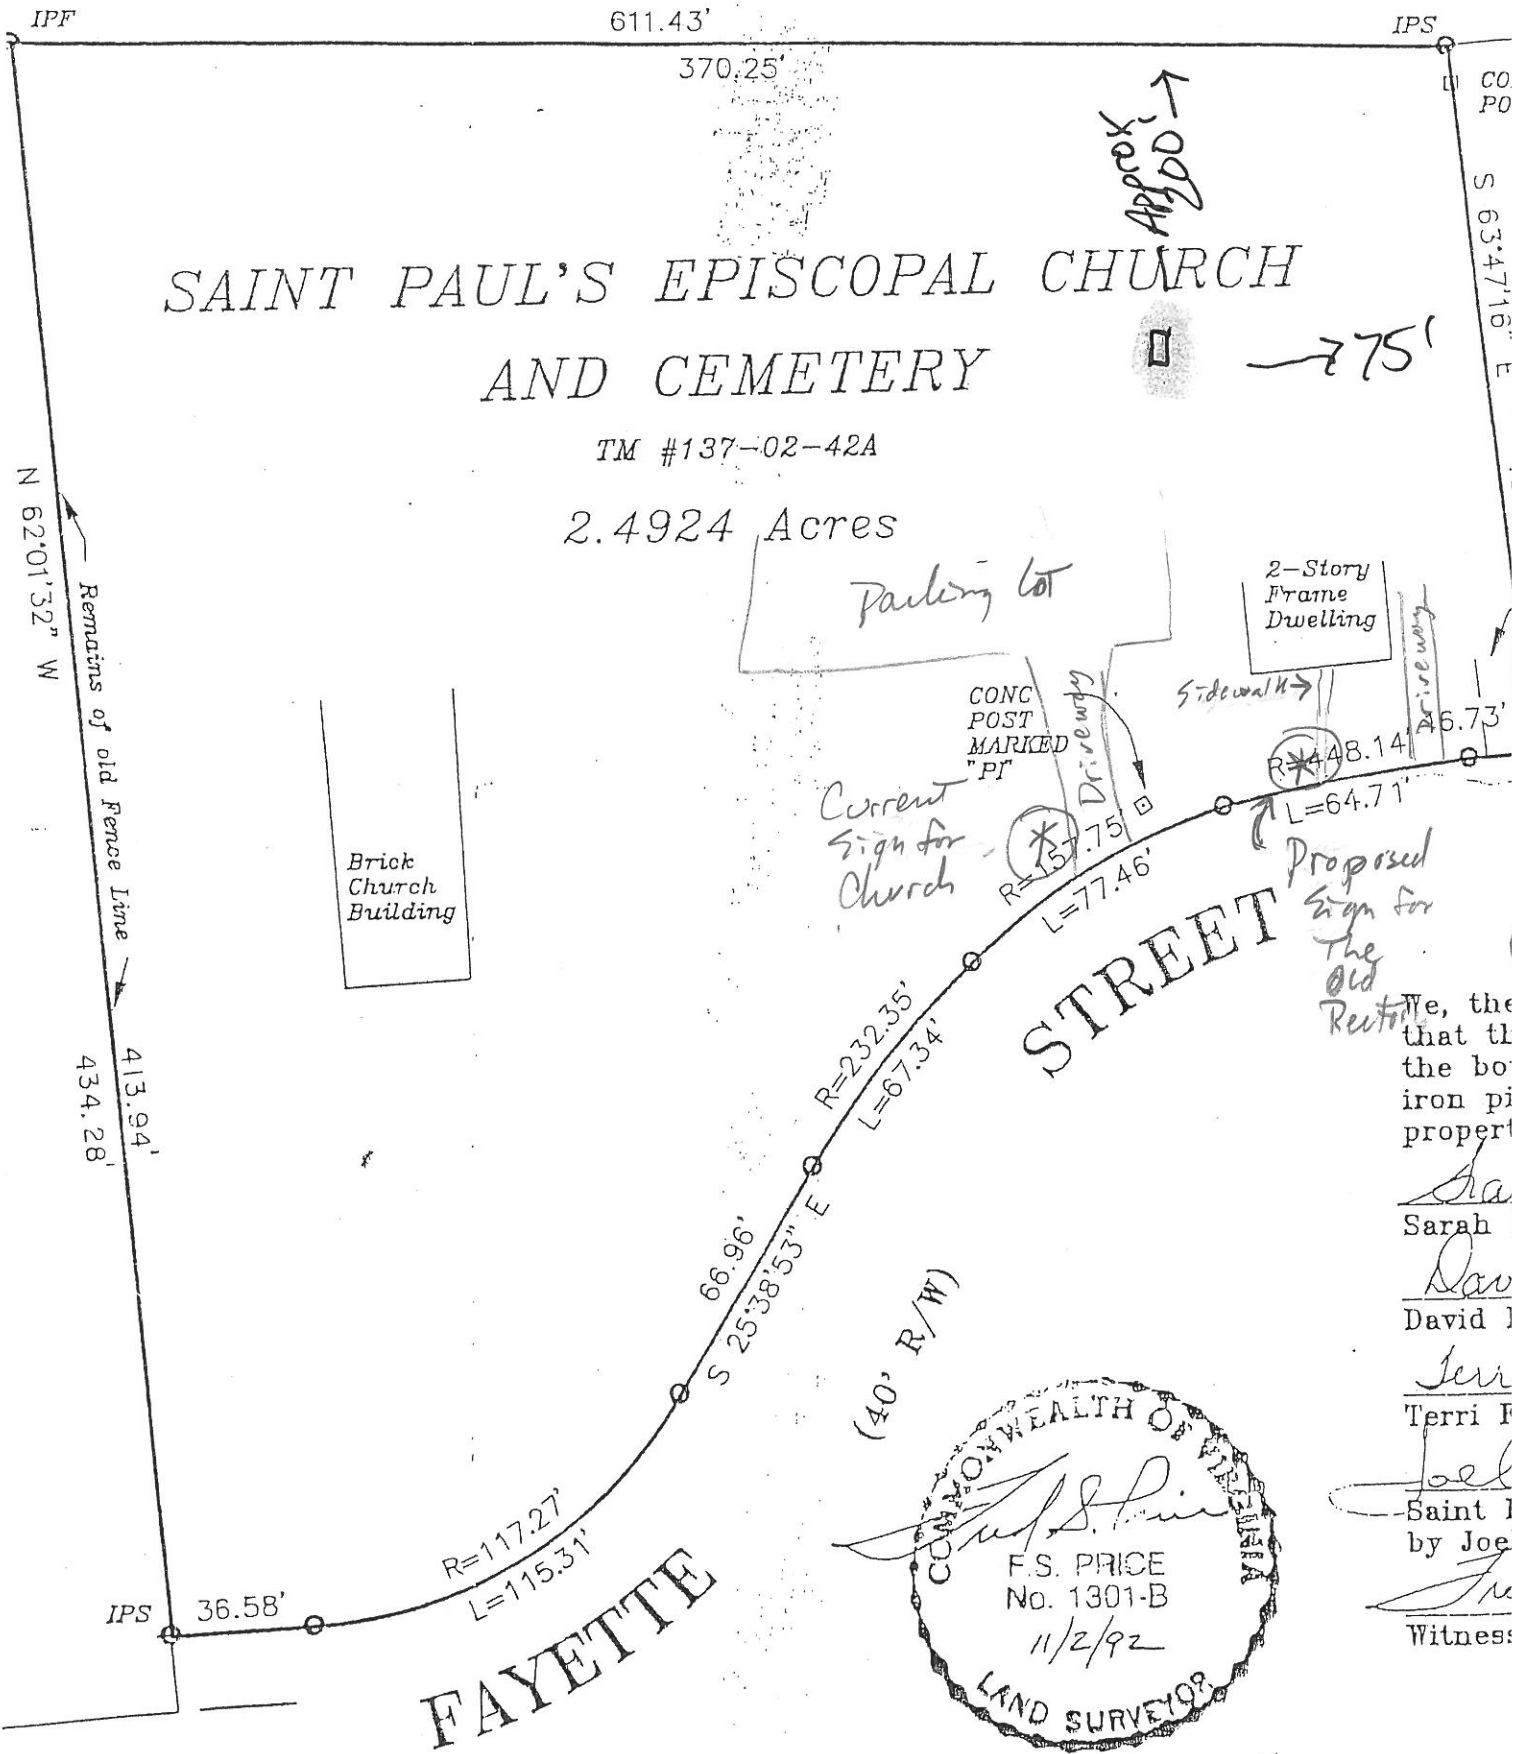 IPF
611.43'
IPS
370.25'
CO
PO
Approx
200'
S 63°47'16" E
SAINT PAUL'S EPISCOPAL CHURCH
AND CEMETERY
75'
TM #137-02-42A
2.4924 Acres
N 62°01'32" W
Remains of old Fence Line
413.94'
434.28'
Parking Lot
2-Story
Frame
Dwelling
Driveway
Sidewalk
CONC
POST
MARKED
"PI"
Driveway
46.73'
R=448.14'
L=64.71'
Current
Sign for
Church
R=157.75'
L=77.46'
Proposed
Sign for
The
Old
Rectory
Brick
Church
Building
STREET
R=232.35'
L=67.34'
We, the
that th
the bo
iron pi
propert
Sarah
Dav
David
66.96'
S 25°38'53" E
(40' R/W)
Terri
Joel
Saint
by Joe
Witness
COMMONWEALTH OF VIRGINIA
Fred S. Price
F.S. PRICE
No. 1301-B
11/2/92
LAND SURVEYOR
R=117.27'
L=115.31'
IPS
36.58'
FAYETTE